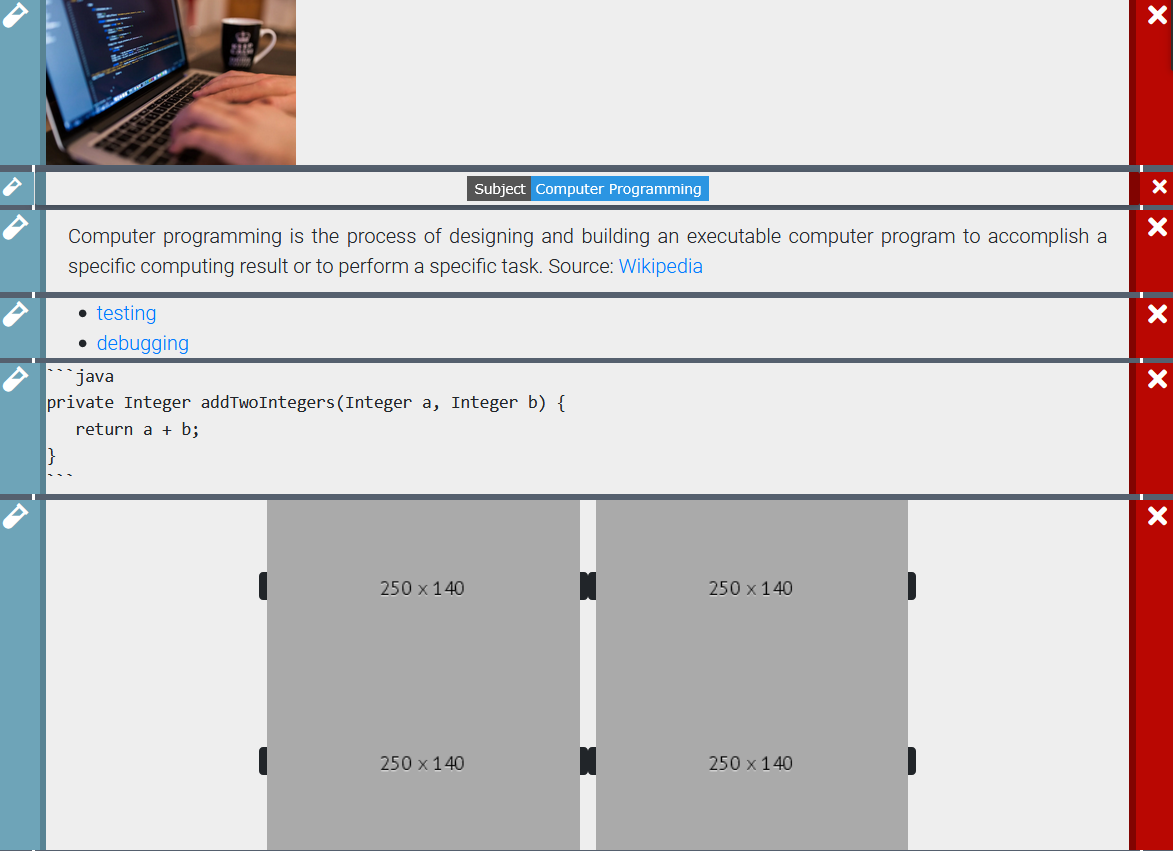 KEEP
CALM
Subject Computer Programming
Computer programming is the process of designing and building an executable computer program to accomplish a
specific computing result or to perform a specific task. Source: Wikipedia
• testing
• debugging
```java
private Integer addTwoIntegers(Integer a, Integer b) {
   return a + b;
}
```
250 x 140 250 x 140
250 x 140 250 x 140